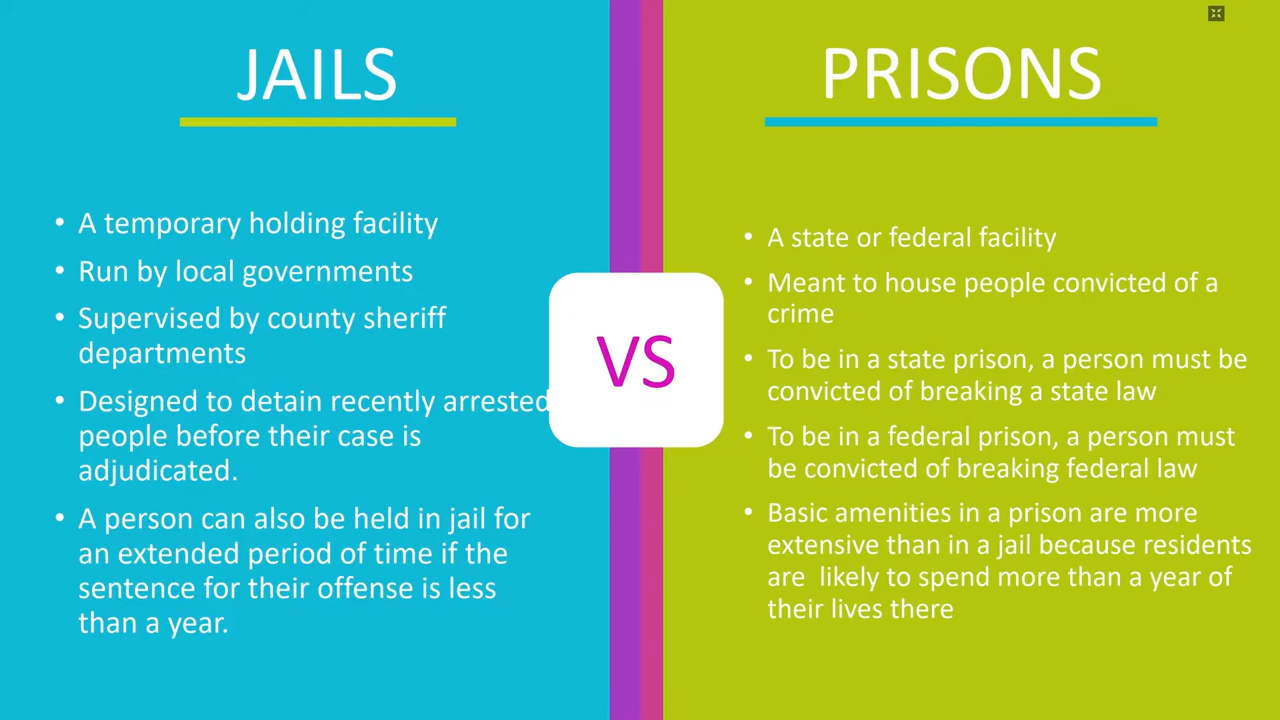 JAILS
• A temporary holding facility
• Run by local governments
• Supervised by county sheriff
departments
• Designed to detain recently arrested
people before their case is
adjudicated.
• A person can also be held in jail for
an extended period of time if the
sentence for their offense is less
than a year.
VS
PRISONS
• A state or federal facility
• Meant to house people convicted of a
crime
• To be in a state prison, a person must be
convicted of breaking a state law
• To be in a federal prison, a person must
be convicted of breaking federal law
• Basic amenities in a prison are more
extensive than in a jail because residents
are  likely to spend more than a year of
their lives there